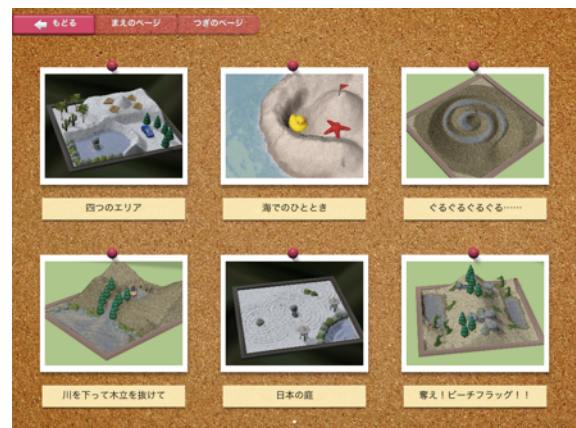 もどる
まえのページ
つぎのページ
四つのエリア
海でのひととき
ぐるぐるぐるぐる……
川を下って木立を抜けて
日本の庭
奪え！ビーチフラッグ！！